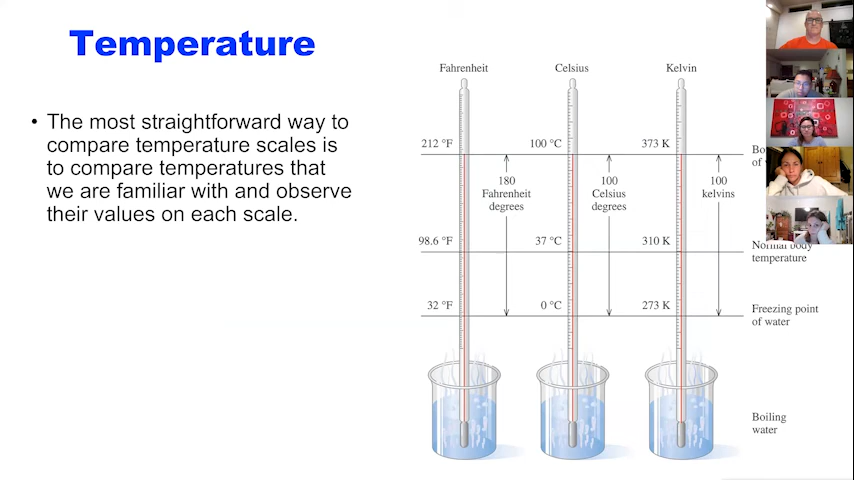 Temperature
• The most straightforward way to
compare temperature scales is
to compare temperatures that
we are familiar with and observe
their values on each scale.
Fahrenheit
Celsius
Kelvin
212 °F
100 °C
373 K
180
Fahrenheit
degrees
100
Celsius
degrees
100
kelvins
98.6 °F
37 °C
310 K
Normal body
temperature
32 °F
0 °C
273 K
Freezing point
of water
Boiling
water